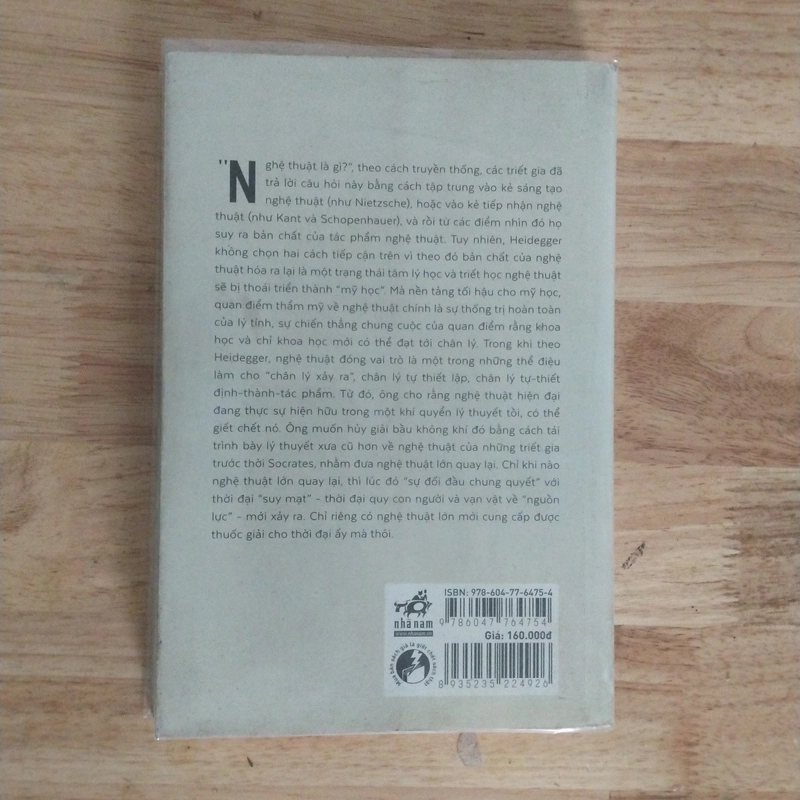 "Nghệ thuật là gì?", theo cách truyền thống, các triết gia đã
trả lời câu hỏi này bằng cách tập trung vào kẻ sáng tạo
nghệ thuật (như Nietzsche), hoặc vào kẻ tiếp nhận nghệ
thuật (như Kant và Schopenhauer), và rồi từ các điểm nhìn đó họ
suy ra bản chất của tác phẩm nghệ thuật. Tuy nhiên, Heidegger
không chọn hai cách tiếp cận trên vì theo đó bản chất của nghệ
thuật hóa ra lại là một trạng thái tâm lý học và triết học nghệ thuật
sẽ bị thoái triển thành "mỹ học". Mà nền tảng tối hậu cho mỹ học,
quan điểm thẩm mỹ về nghệ thuật chính là sự thống trị hoàn toàn
của lý tính, sự chiến thắng chung cuộc của quan điểm rằng khoa
học và chỉ khoa học mới có thể đạt tới chân lý. Trong khi theo
Heidegger, nghệ thuật đóng vai trò là một trong những thể điệu
làm cho "chân lý xảy ra", chân lý tự thiết lập, chân lý tự-thiết
định-thành-tác phẩm. Từ đó, ông cho rằng nghệ thuật hiện đại
đang thực sự hiện hữu trong một khí quyển lý thuyết tồi, có thể
giết chết nó. Ông muốn hủy giải bầu không khí đó bằng cách tái
trình bày lý thuyết xưa cũ hơn về nghệ thuật của những triết gia
trước thời Socrates, nhằm đưa nghệ thuật lớn quay lại. Chỉ khi nào
nghệ thuật lớn quay lại, thì lúc đó "sự đối đầu chung quyết" với
thời đại "suy mạt" – thời đại quy con người và vạn vật về "nguồn
lực" – mới xảy ra. Chỉ riêng có nghệ thuật lớn mới cung cấp được
thuốc giải cho thời đại ấy mà thôi.
nhã nam
www.nhanam.vn
Mua bán sách giả là giết chết sách thật
ISBN: 978-604-77-6475-4
9 786047 764754
Giá: 160.000đ
8 935235 224926